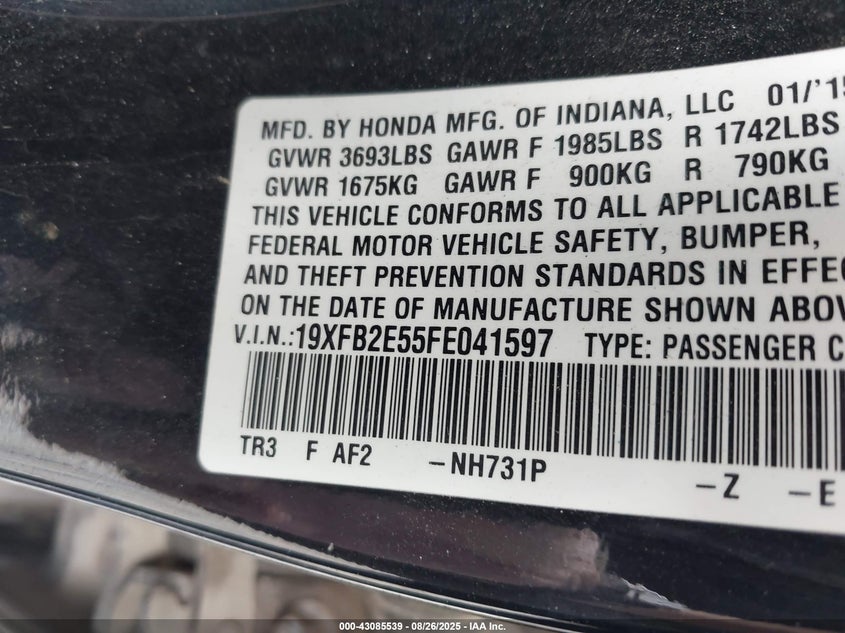 MFD. BY HONDA MFG. OF INDIANA, LLC 01/'15
GVWR 3693LBS GAWR F 1985LBS R 1742LBS
GVWR 1675KG GAWR F 900KG R 790KG
THIS VEHICLE CONFORMS TO ALL APPLICABLE
FEDERAL MOTOR VEHICLE SAFETY, BUMPER,
AND THEFT PREVENTION STANDARDS IN EFFEC
ON THE DATE OF MANUFACTURE SHOWN ABOV
V.I.N.:19XFB2E55FE041597 TYPE: PASSENGER C
TR3 F AF2 -NH731P -Z -E
000-43085539 - 08/26/2025 - IAA Inc.